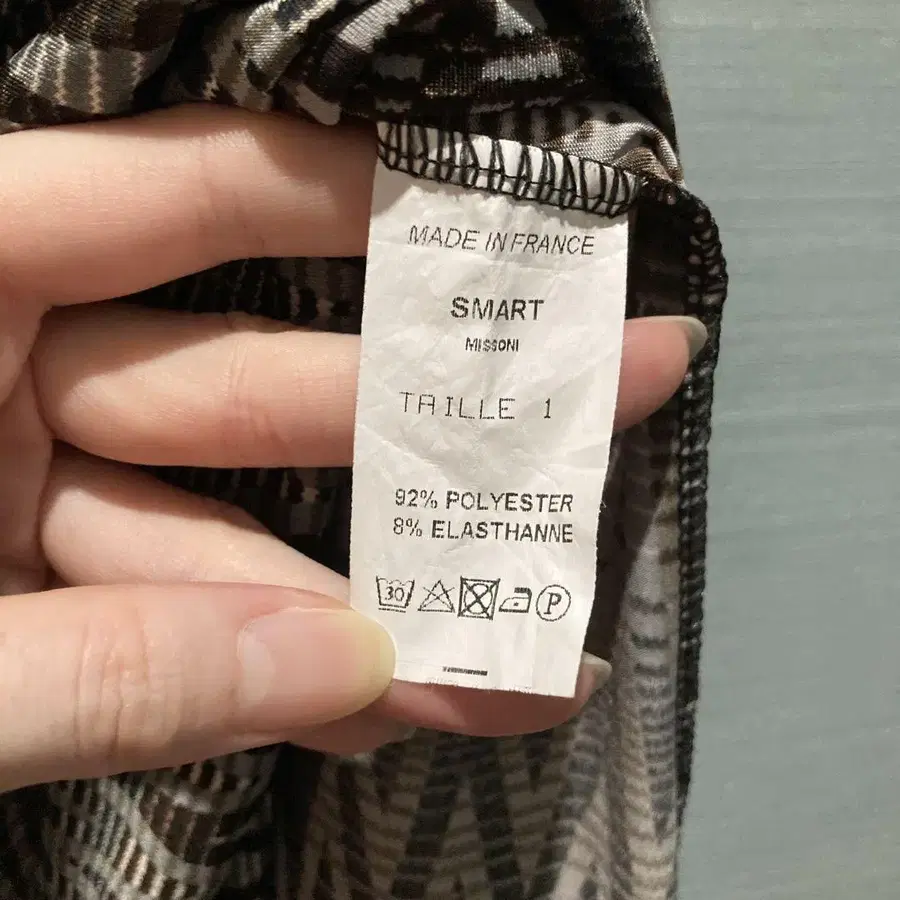 MADE IN FRANCE
SMART
MISSONI
TAILLE 1
92% POLYESTER
8% ELASTHANNE
30 P